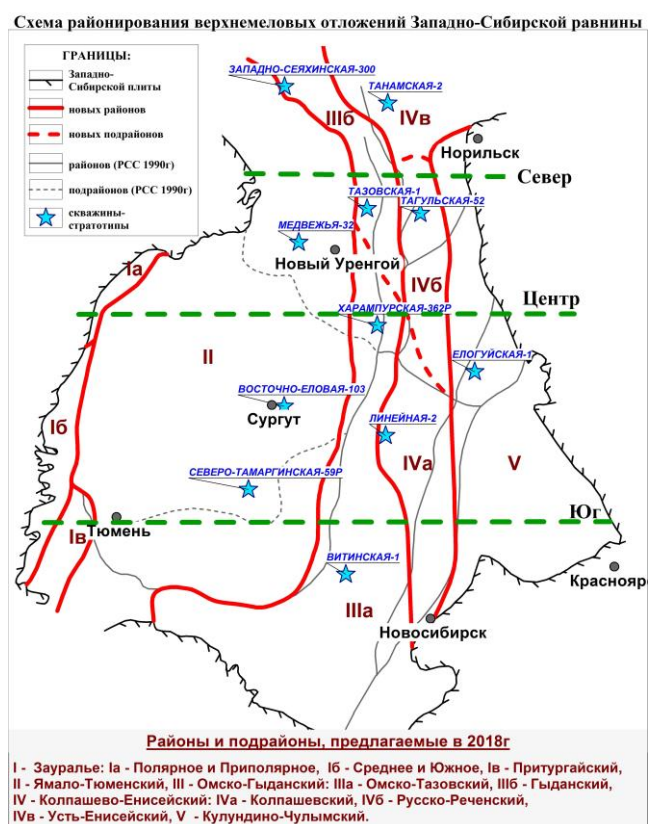 Схема районирования верхнемеловых отложений Западно-Сибирской равнины
ГРАНИЦЫ:
Западно-
Сибирской плиты
новых районов
новых подрайонов
районов (РСС 1990г)
подрайонов (РСС 1990г)
скважины-
стратотипы
ЗАПАДНО-СЕЯХИНСКАЯ-300
ТАНАМСКАЯ-2
IIIб
IVв
Норильск
Север
ТАЗОВСКАЯ-1
ТАГУЛЬСКАЯ-52
МЕДВЕЖЬЯ-32
Новый Уренгой
Iа
IVб
Центр
ХАРАМПУРСКАЯ-362Р
II
ЕЛОГУЙСКАЯ-1
ВОСТОЧНО-ЕЛОВАЯ-103
Сургут
Iб
ЛИНЕЙНАЯ-2
IVа
V
СЕВЕРО-ТАМАРГИНСКАЯ-59Р
Юг
Тюмень
Iв
ВИТИНСКАЯ-1
Краснояр
IIIа
Новосибирск
Районы и подрайоны, предлагаемые в 2018г
I - Зауралье: Iа - Полярное и Приполярное, Iб - Среднее и Южное, Iв - Притургайский,
II - Ямало-Тюменский, III - Омско-Гыданский: IIIа - Омско-Тазовский, IIIб - Гыданский,
IV - Колпашево-Енисейский: IVа - Колпашевский, IVб - Русско-Реченский,
IVв - Усть-Енисейский, V - Кулундино-Чулымский.